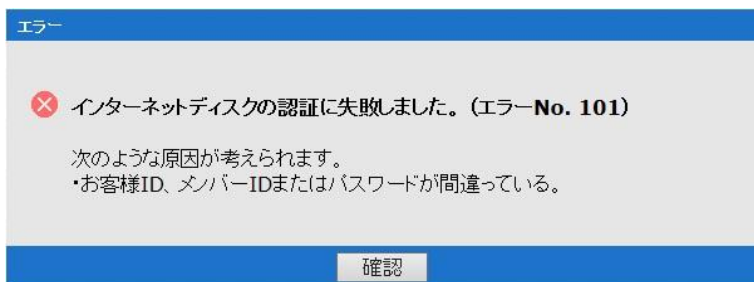 エラー
インターネットディスクの認証に失敗しました。(エラーNo. 101)
次のような原因が考えられます。
・お客様ID、メンバーIDまたはパスワードが間違っている。
確認